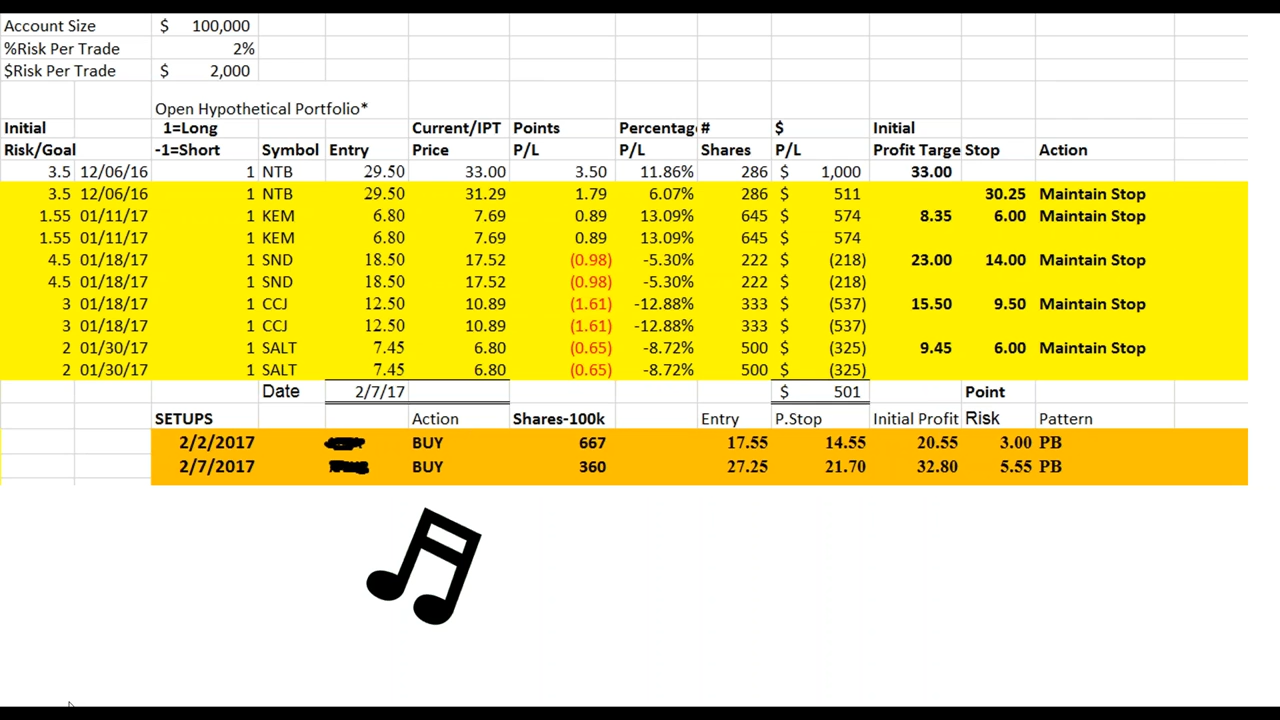 Account Size $ 100,000
%Risk Per Trade 2%
$Risk Per Trade $ 2,000
Open Hypothetical Portfolio*
Initial 1=Long Current/IPT Points Percentag # $ Initial
Risk/Goal -1=Short Symbol Entry Price P/L P/L Shares P/L Profit Targe Stop Action
3.5 12/06/16 1 NTB 29.50 33.00 3.50 11.86% 286 $ 1,000 33.00
3.5 12/06/16 1 NTB 29.50 31.29 1.79 6.07% 286 $ 511 30.25 Maintain Stop
1.55 01/11/17 1 KEM 6.80 7.69 0.89 13.09% 645 $ 574 8.35 6.00 Maintain Stop
1.55 01/11/17 1 KEM 6.80 7.69 0.89 13.09% 645 $ 574
4.5 01/18/17 1 SND 18.50 17.52 (0.98) -5.30% 222 $ (218) 23.00 14.00 Maintain Stop
4.5 01/18/17 1 SND 18.50 17.52 (0.98) -5.30% 222 $ (218)
3 01/18/17 1 CCJ 12.50 10.89 (1.61) -12.88% 333 $ (537) 15.50 9.50 Maintain Stop
3 01/18/17 1 CCJ 12.50 10.89 (1.61) -12.88% 333 $ (537)
2 01/30/17 1 SALT 7.45 6.80 (0.65) -8.72% 500 $ (325) 9.45 6.00 Maintain Stop
2 01/30/17 1 SALT 7.45 6.80 (0.65) -8.72% 500 $ (325)
Date 2/7/17 $ 501 Point
SETUPS Action Shares-100k Entry P.Stop Initial Profit Risk Pattern
2/2/2017 BUY 667 17.55 14.55 20.55 3.00 PB
2/7/2017 BUY 360 27.25 21.70 32.80 5.55 PB